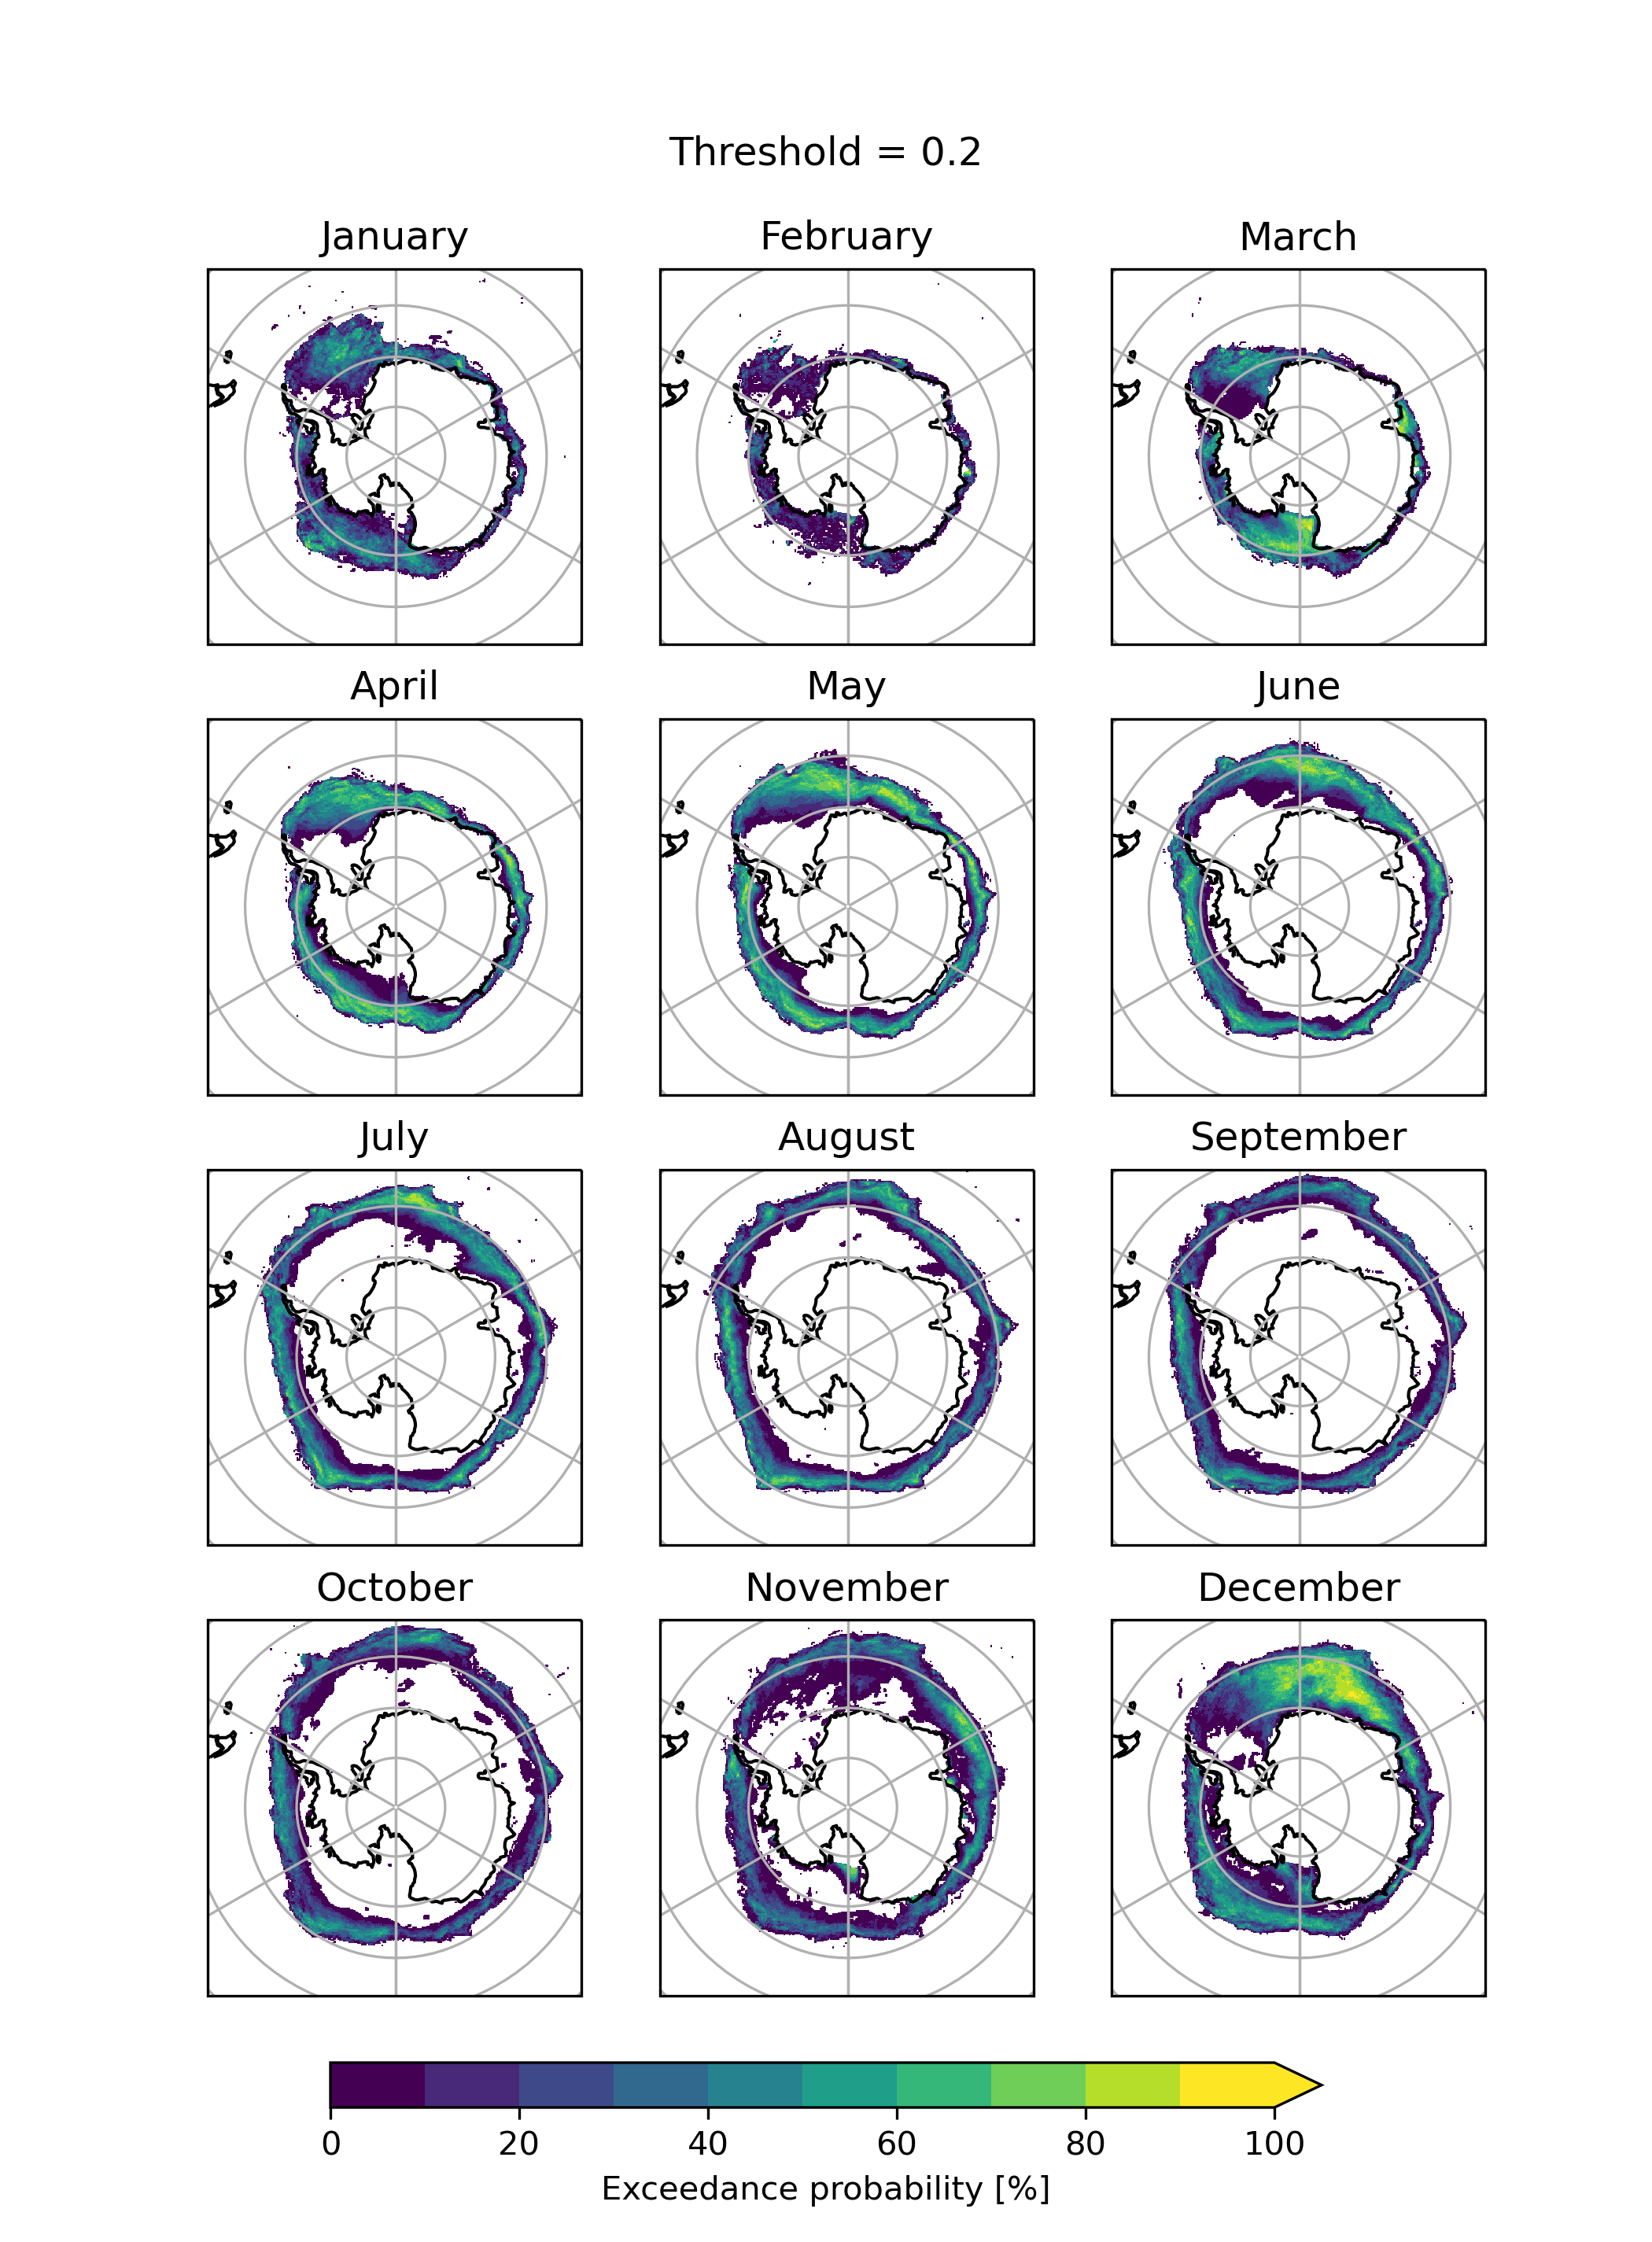 Threshold = 0.2
January February March
April May June
July August September
October November December
0 20 40 60 80 100
Exceedance probability [%]